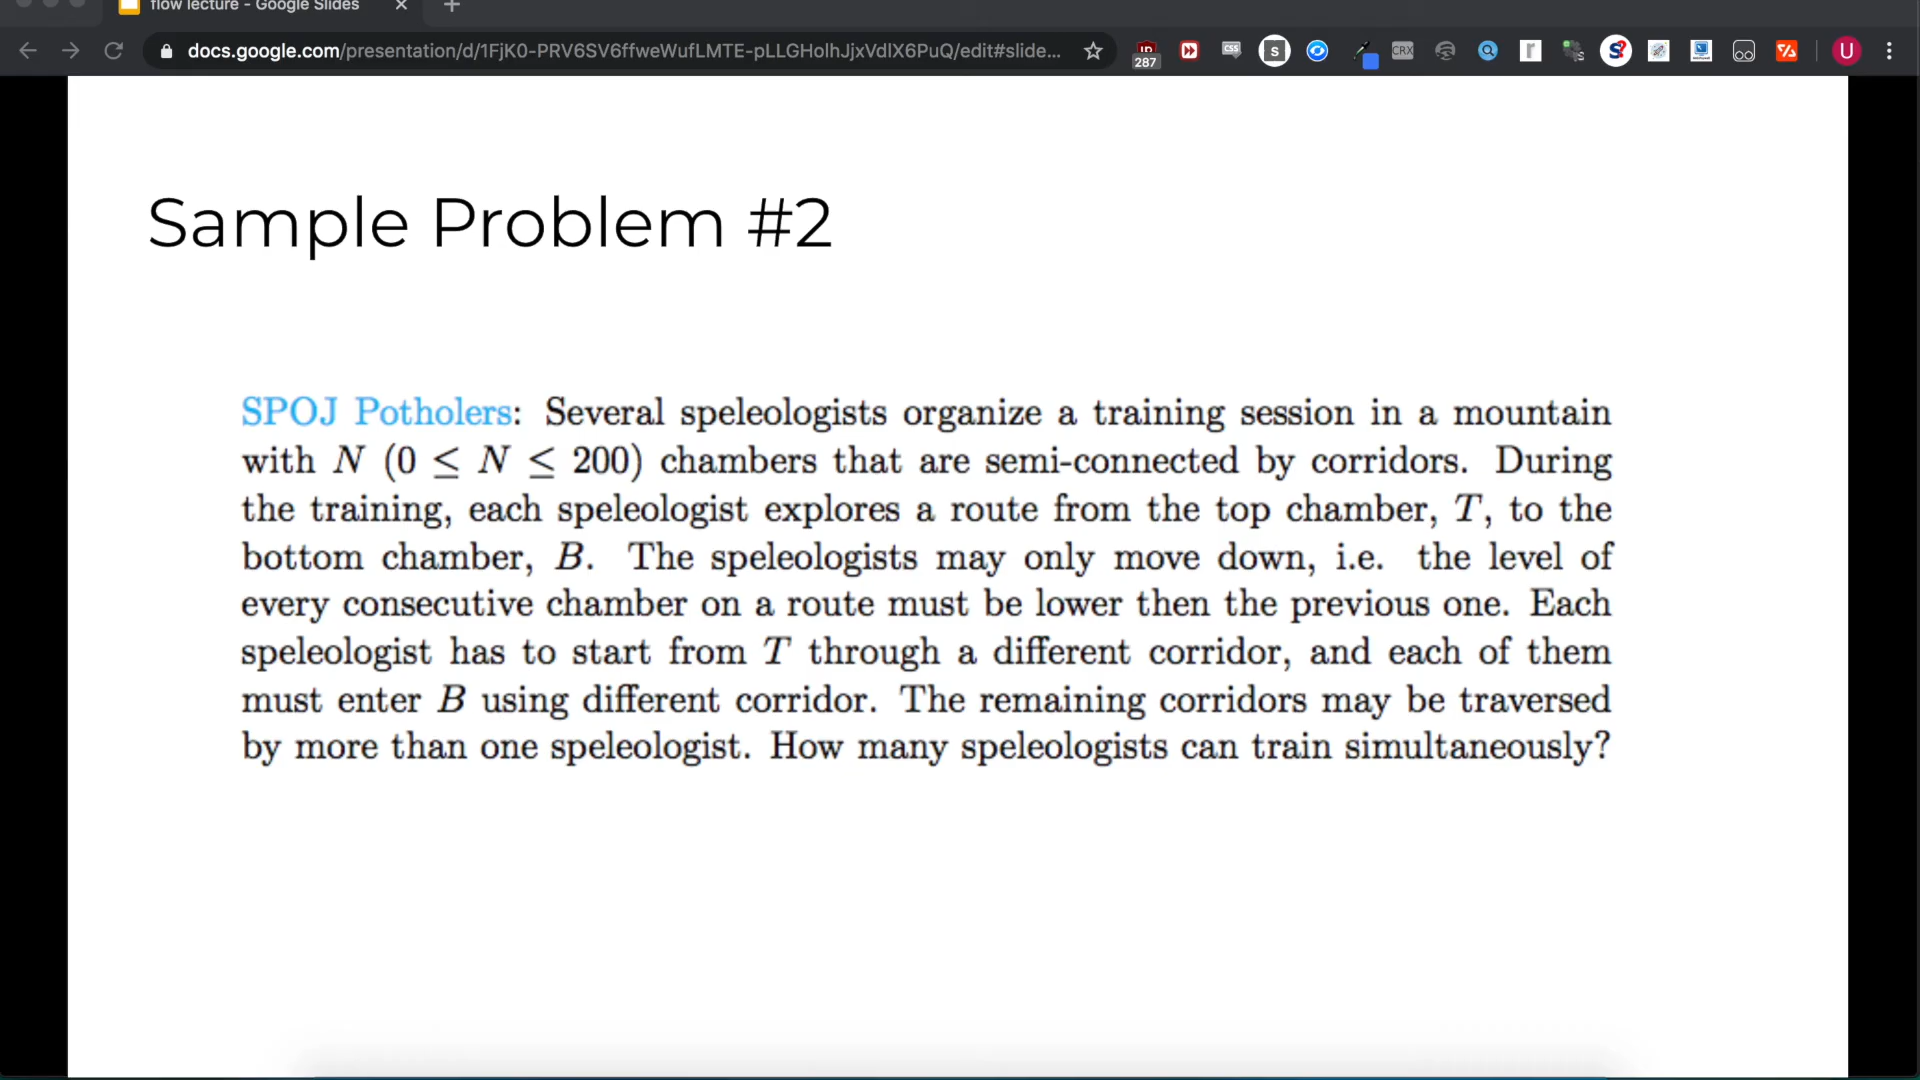 flow lecture - Google Slides
docs.google.com/presentation/d/1FjK0-PRV6SV6ffweWufLMTE-pLLGHolhJjxVdlX6PuQ/edit#slide...
287
CSS
S
CRX
r
S?
U
Sample Problem #2
SPOJ Potholers: Several speleologists organize a training session in a mountain
with N (0 ≤ N ≤ 200) chambers that are semi-connected by corridors. During
the training, each speleologist explores a route from the top chamber, T, to the
bottom chamber, B. The speleologists may only move down, i.e. the level of
every consecutive chamber on a route must be lower then the previous one. Each
speleologist has to start from T through a different corridor, and each of them
must enter B using different corridor. The remaining corridors may be traversed
by more than one speleologist. How many speleologists can train simultaneously?